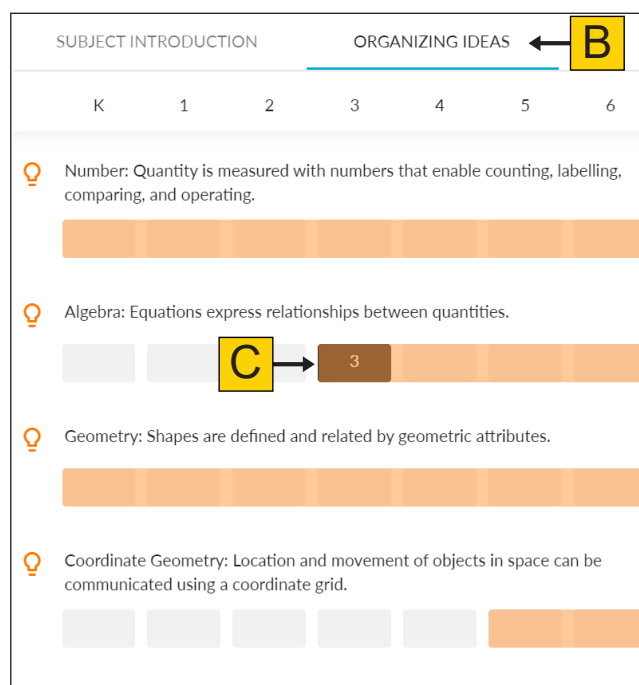 SUBJECT INTRODUCTION ORGANIZING IDEAS B
K 1 2 3 4 5 6
Number: Quantity is measured with numbers that enable counting, labelling,
comparing, and operating.
Algebra: Equations express relationships between quantities.
C 3
Geometry: Shapes are defined and related by geometric attributes.
Coordinate Geometry: Location and movement of objects in space can be
communicated using a coordinate grid.